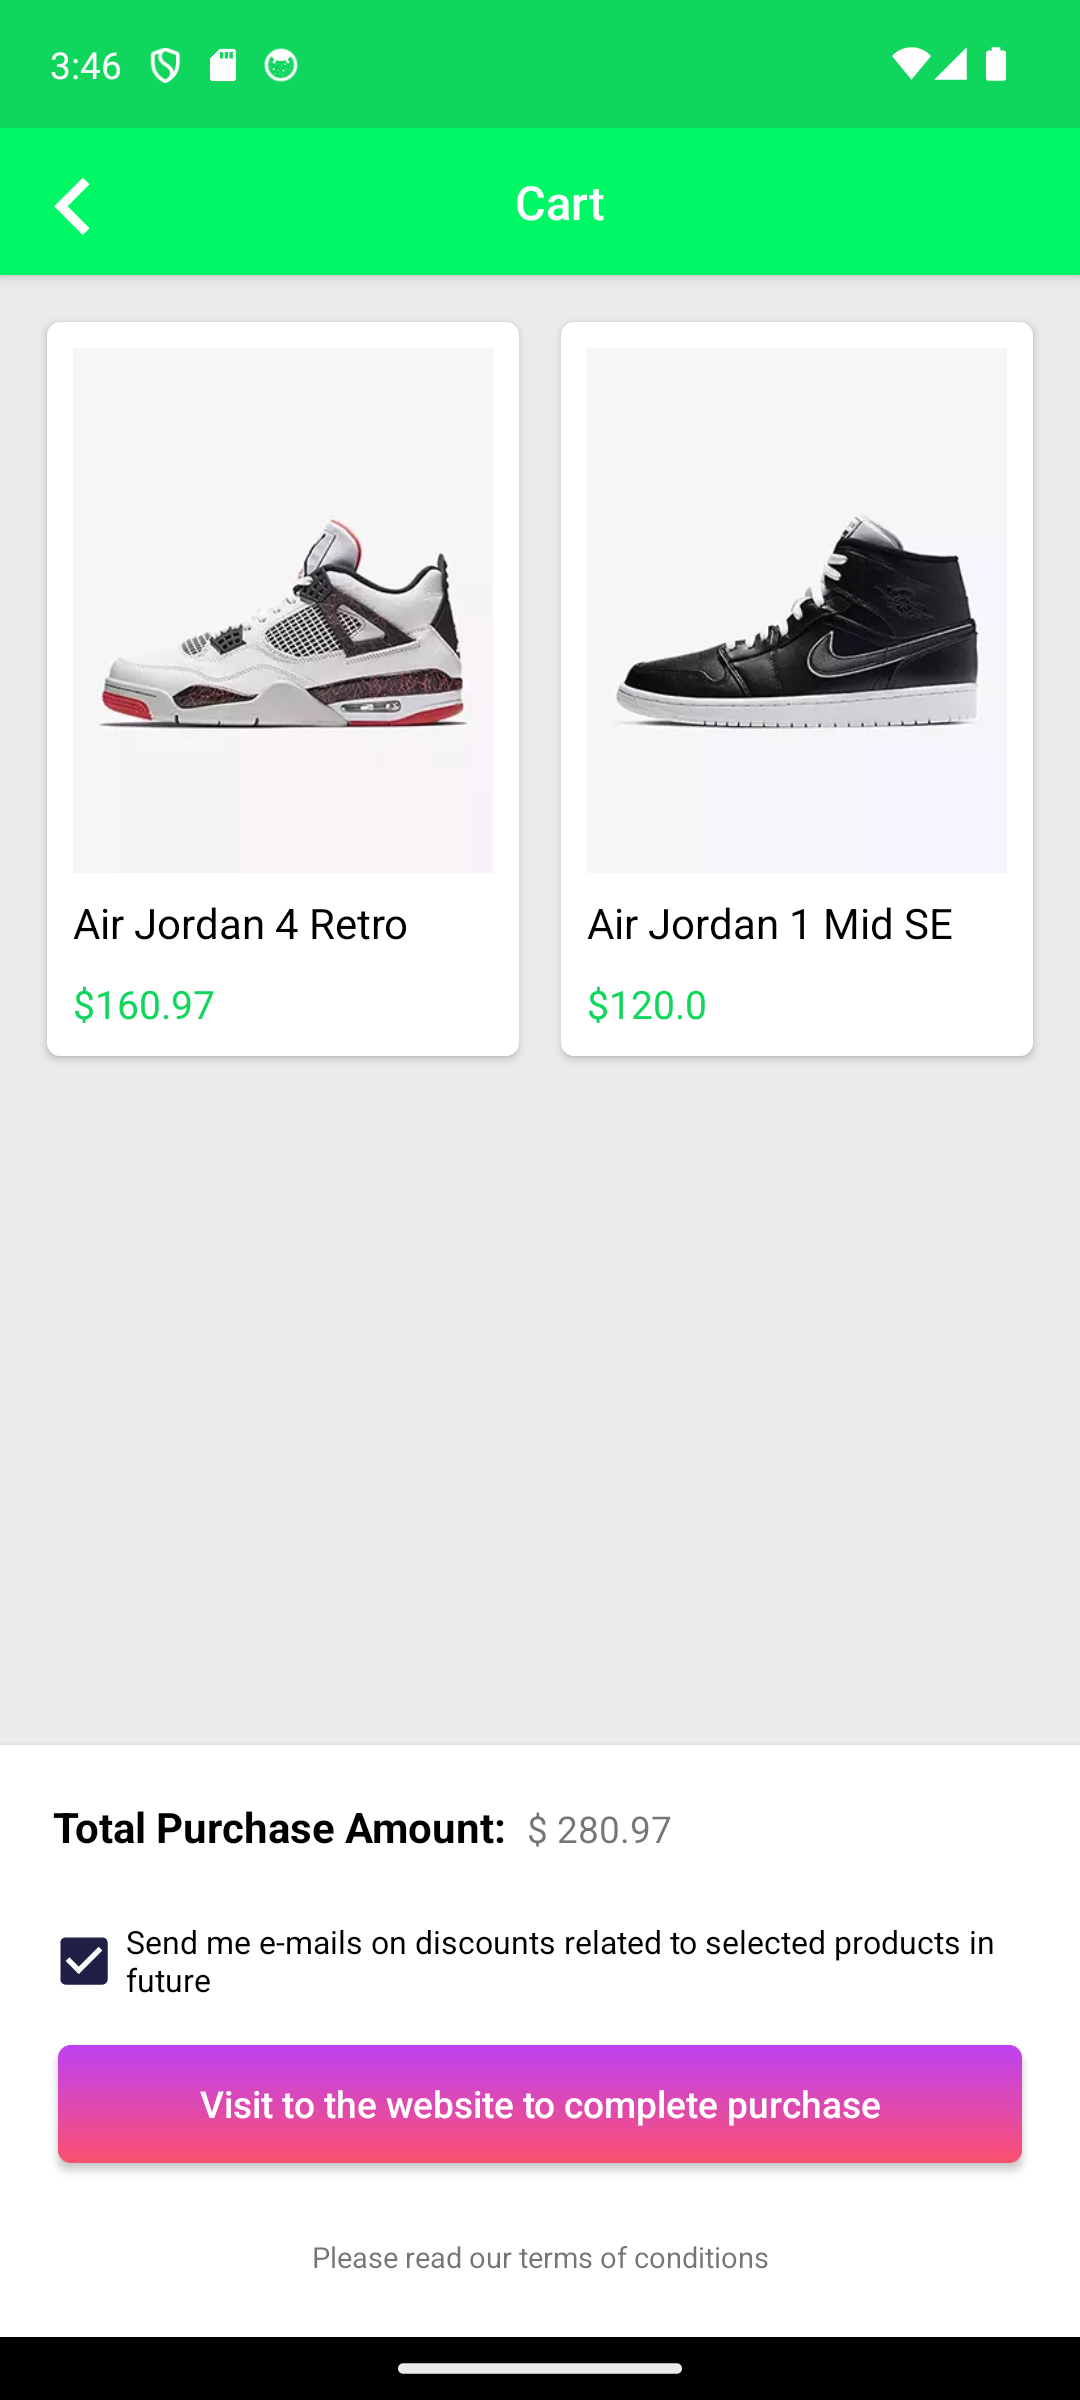 3:46
Cart
Air Jordan 4 Retro
$160.97
Air Jordan 1 Mid SE
$120.0
Total Purchase Amount: $ 280.97
Send me e-mails on discounts related to selected products in
future
Visit to the website to complete purchase
Please read our terms of conditions